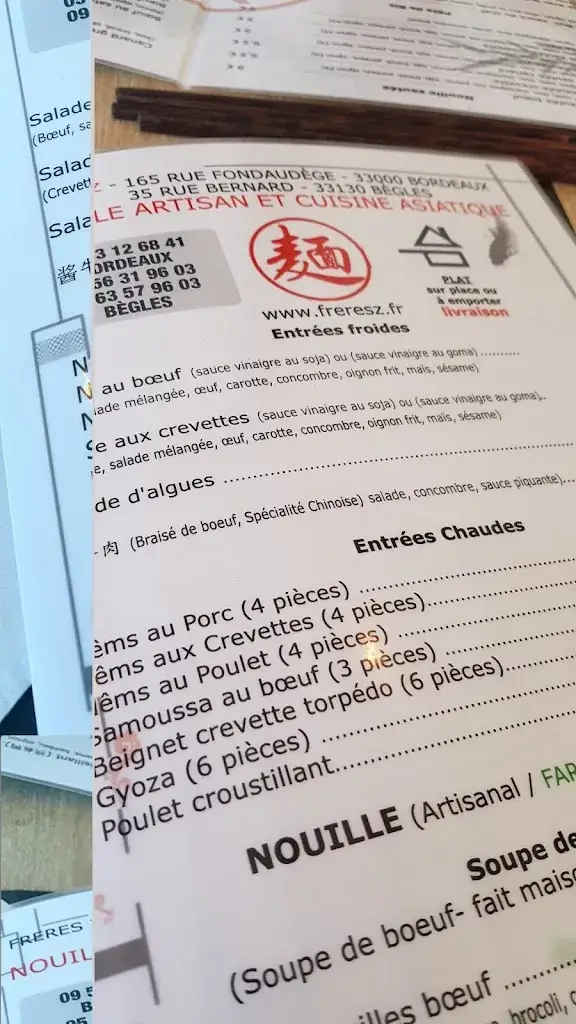 09
Salade
(Bœuf, sa
Salad
(Crevett
Sala
酱牛
FRÈRES
NOUIL
09 5
Nouille sautée
Z - 165 RUE FONDAUDÈGE - 33000 BORDEAUX
35 RUE BERNARD - 33130 BÈGLES
LE ARTISAN ET CUISINE ASIATIQUE
3 12 68 41
ORDEAUX
56 31 96 03
63 57 96 03
BÈGLES
麺
www.freresz.fr
PLAT
sur place ou
à emporter
livraison
Entrées froides
au bœuf (sauce vinaigre au soja) ou (sauce vinaigre au goma)..........
lade mélangée, œuf, carotte, concombre, oignon frit, maïs, sésame)
e aux crevettes (sauce vinaigre au soja) ou (sauce vinaigre au goma)..
e, salade mélangée, œuf, carotte, concombre, oignon frit, maïs, sésame)
de d'algues ..........
- 肉 (Braisé de boeuf, Spécialité Chinoise) salade, concombre, sauce piquante)...
Entrées Chaudes
êms au Porc (4 pièces) ..........
êms aux Crevettes (4 pièces)..........
êms au Poulet (4 pièces) ..........
Samoussa au bœuf (3 pièces) ..........
Beignet crevette torpédo (6 pièces)..........
Gyoza (6 pièces) ..........
Poulet croustillant..........
NOUILLE (Artisanal / FAR
Soupe de
(Soupe de boeuf- fait maiso
illes bœuf ..........
brocoli,